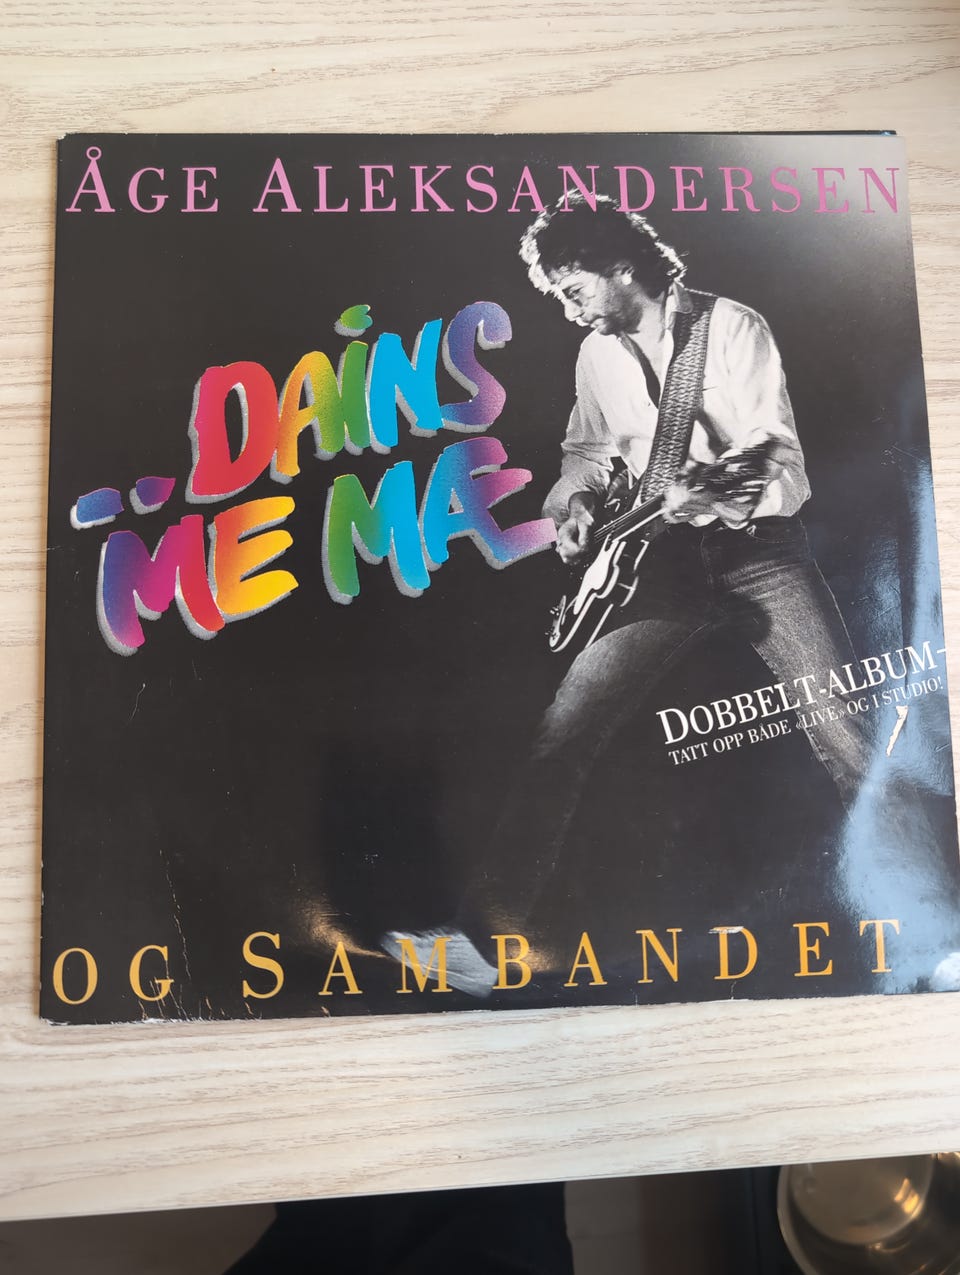 ÅGE ALEKSANDERSEN
..DAINS
ME MÆ
DOBBELT-ALBUM-
TATT OPP BÅDE «LIVE» OG I STUDIO!
OG SAMBANDET